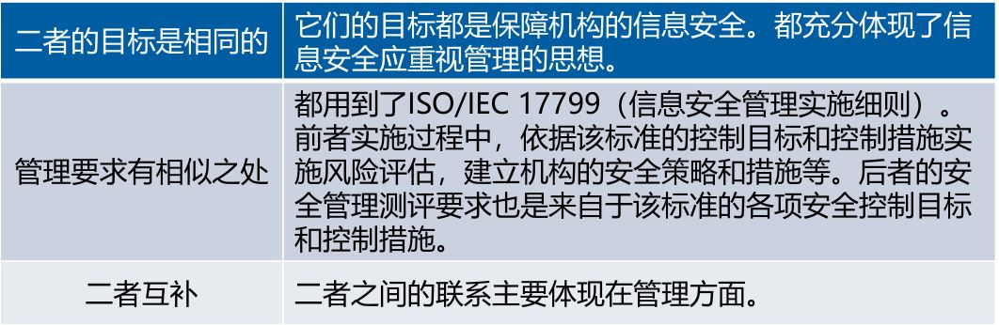 二者的目标是相同的
它们的目标都是保障机构的信息安全。都充分体现了信
息安全应重视管理的思想。
管理要求有相似之处
都用到了ISO/IEC 17799（信息安全管理实施细则）。
前者实施过程中，依据该标准的控制目标和控制措施实
施风险评估，建立机构的安全策略和措施等。后者的安
全管理测评要求也是来自于该标准的各项安全控制目标
和控制措施。
二者互补
二者之间的联系主要体现在管理方面。